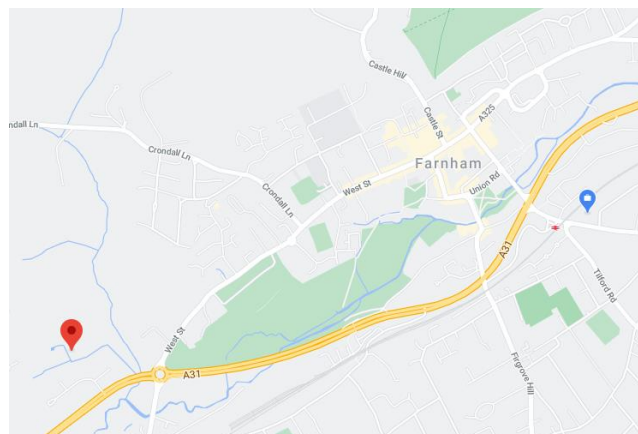 Castle Hill
A325
Castle St
ndall Ln
Crondall Ln
Farnham
West St
Union Rd
Crondall Ln
A31
Tilford Rd
West St
Firgrove Hill
A31